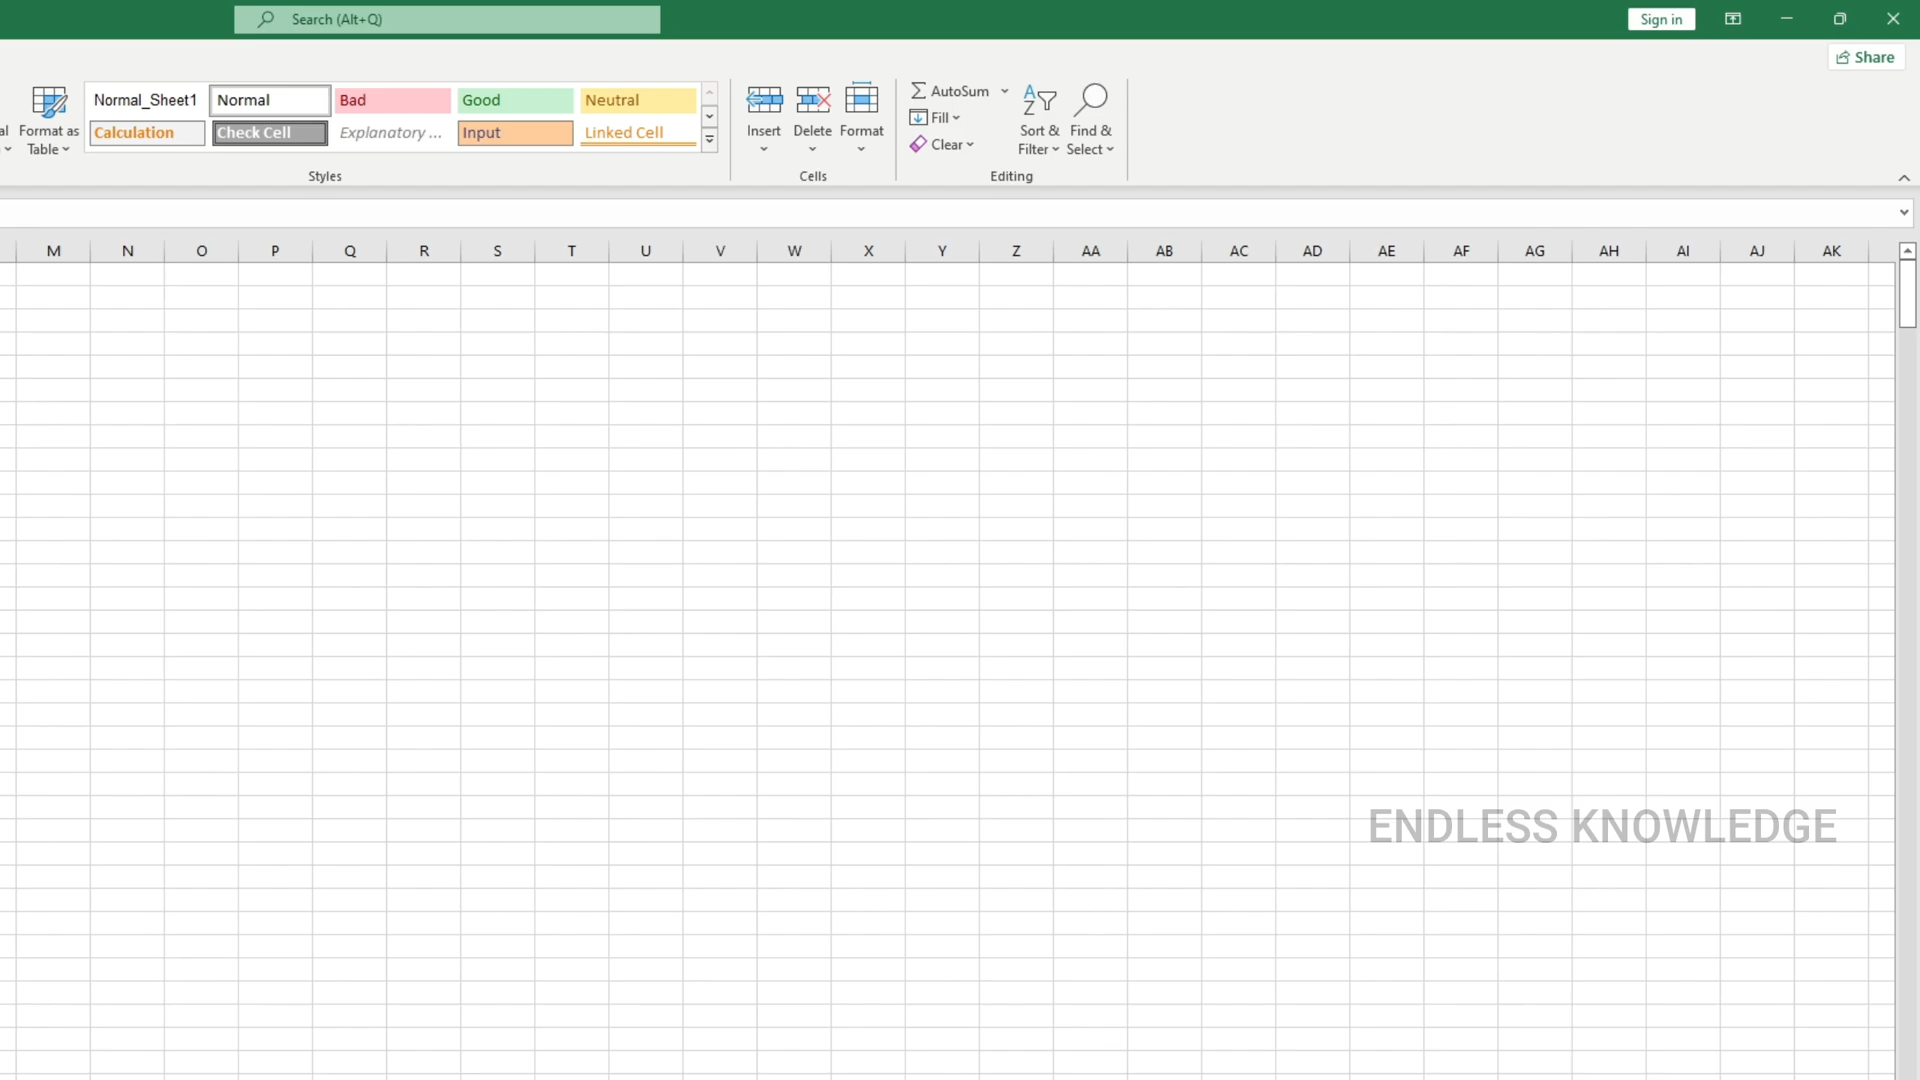 Search (Alt+Q)
Sign in
Share
Normal_Sheet1 Normal Bad Good Neutral
Calculation Check Cell Explanatory ... Input Linked Cell
al
Format as
Table
Insert Delete Format
AutoSum
Fill
Clear
Sort &
Filter
Find &
Select
Styles Cells Editing
M N O P Q R S T U V W X Y Z AA AB AC AD AE AF AG AH AI AJ AK
ENDLESS KNOWLEDGE